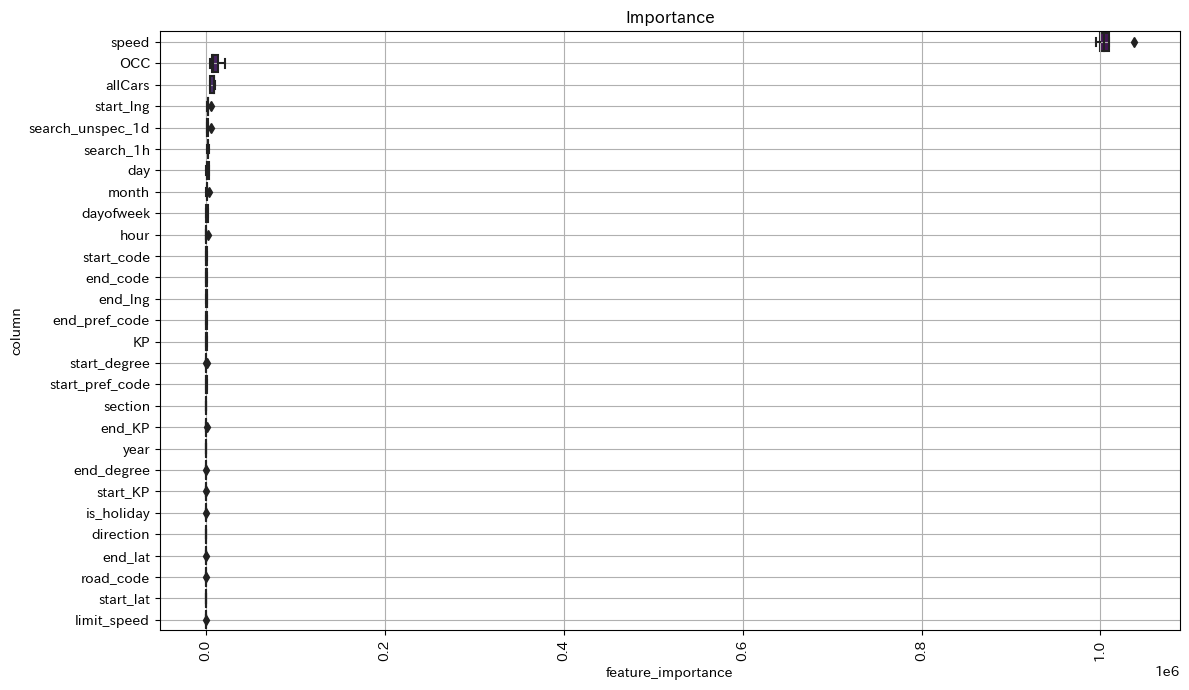 Importance
speed
OCC
allCars
start_lng
search_unspec_1d
search_1h
day
month
dayofweek
hour
start_code
end_code
end_lng
end_pref_code
KP
start_degree
start_pref_code
section
end_KP
year
end_degree
start_KP
is_holiday
direction
end_lat
road_code
start_lat
limit_speed
column
0.0 0.2 0.4 0.6 0.8 1.0
1e6
feature_importance